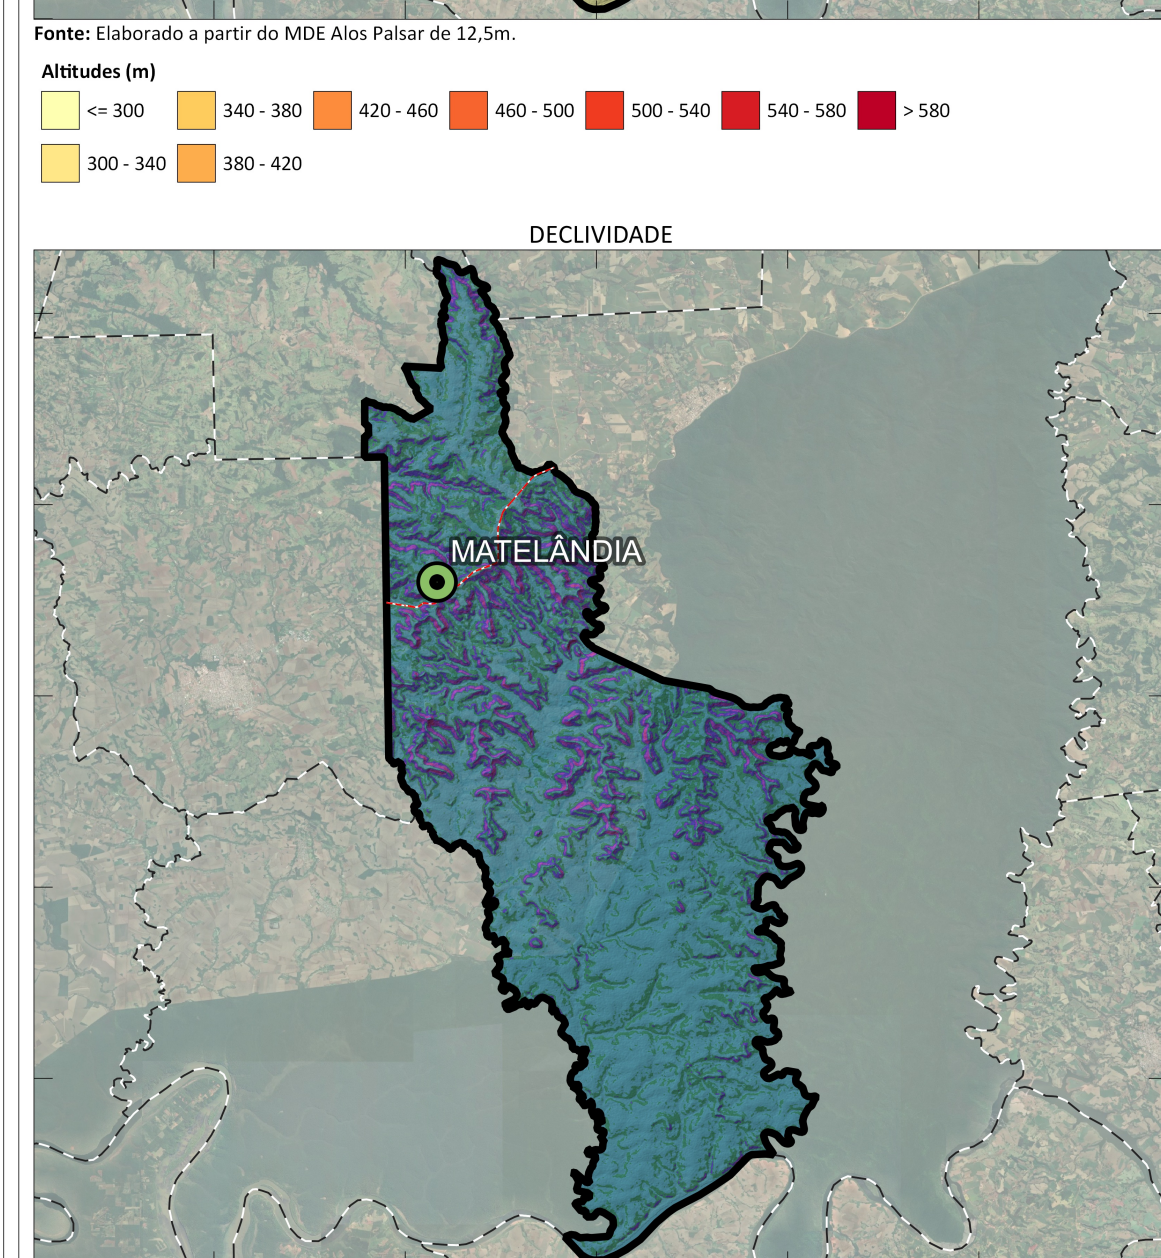 Fonte: Elaborado a partir do MDE Alos Palsar de 12,5m.
Altitudes (m)
<= 300 340 - 380 420 - 460 460 - 500 500 - 540 540 - 580 > 580
300 - 340 380 - 420
DECLIVIDADE
MATELÂNDIA